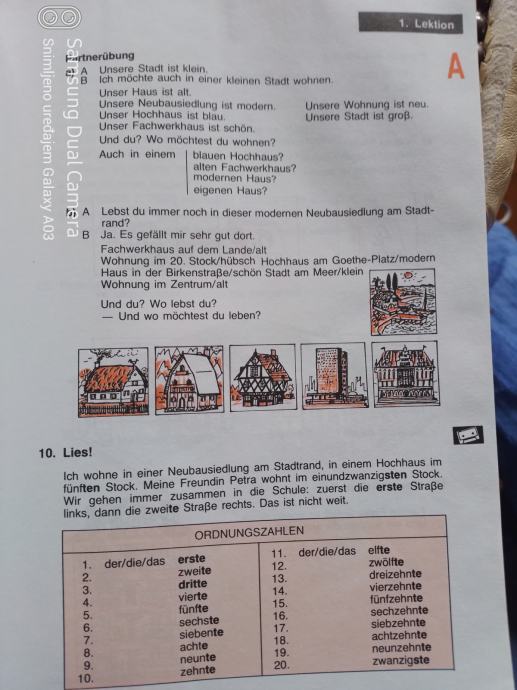 1. Lektion
A
Partnerübung
a) A Unsere Stadt ist klein.
B Ich möchte auch in einer kleinen Stadt wohnen.
Unser Haus ist alt.
Unsere Neubausiedlung ist modern. Unsere Wohnung ist neu.
Unser Hochhaus ist blau. Unsere Stadt ist groß.
Unser Fachwerkhaus ist schön.
Und du? Wo möchtest du wohnen?
Auch in einem blauen Hochhaus?
alten Fachwerkhaus?
modernen Haus?
eigenen Haus?
b) A Lebst du immer noch in dieser modernen Neubausiedlung am Stadt-
rand?
B Ja. Es gefällt mir sehr gut dort.
Fachwerkhaus auf dem Lande/alt
Wohnung im 20. Stock/hübsch Hochhaus am Goethe-Platz/modern
Haus in der Birkenstraße/schön Stadt am Meer/klein
Wohnung im Zentrum/alt
Und du? Wo lebst du?
— Und wo möchtest du leben?
10. Lies!
Ich wohne in einer Neubausiedlung am Stadtrand, in einem Hochhaus im
fünften Stock. Meine Freundin Petra wohnt im einundzwanzigsten Stock.
Wir gehen immer zusammen in die Schule: zuerst die erste Straße
links, dann die zweite Straße rechts. Das ist nicht weit.
ORDNUNGSZAHLEN
1. der/die/das erste
2. zweite
3. dritte
4. vierte
5. fünfte
6. sechste
7. siebente
8. achte
9. neunte
10. zehnte
11. der/die/das elfte
12. zwölfte
13. dreizehnte
14. vierzehnte
15. fünfzehnte
16. sechzehnte
17. siebzehnte
18. achtzehnte
19. neunzehnte
20. zwanzigste
Samsung Dual Camera
Snimljeno uređajem Galaxy A03